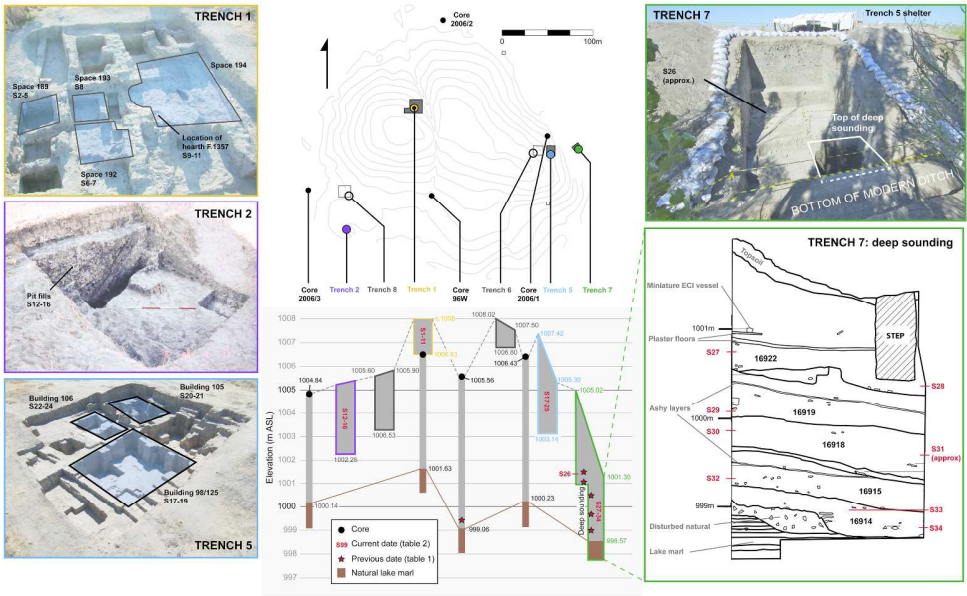 TRENCH 1
Space 194
Space 193
S8
Space 189
S2-5
Location of
hearth F.1357
S9-11
Space 192
S6-7
TRENCH 2
Pit fills
S12-16
Building 106
S22-24
Building 105
S20-21
Building 98/125
S17-19
TRENCH 5
Core
2006/2
0
100m
Core
2006/3
Trench 2
Trench 8
Trench 1
Core
96W
Trench 6
Core
2006/1
Trench 5
Trench 7
Elevation (m ASL)
1008
1007
1006
1005
1004
1003
1002
1001
1000
999
998
997
1004.84
1000.14
1005.60
S12-16
1002.26
1005.90
1006.53
1008
S1-11
1006.53
1001.63
1005.56
999.06
1008.02
1007.50
1006.80
1006.43
1000.23
1007.42
S17-25
1005.30
1003.14
1005.02
S26
1001.30
Deep sounding
S27-34
998.57
Core
S99 Current date (table 2)
Previous date (table 1)
Natural lake marl
TRENCH 7
Trench 5 shelter
S26
(approx.)
Top of deep
sounding
BOTTOM OF MODERN DITCH
TRENCH 7: deep sounding
Topsoil
Miniature ECI vessel
1001m
STEP
Plaster floors
S27
16922
S28
Ashy layers
S29
16919
1000m
S30
16918
S31
(approx)
S32
16915
999m
S33
16914
Disturbed natural
S34
Lake marl